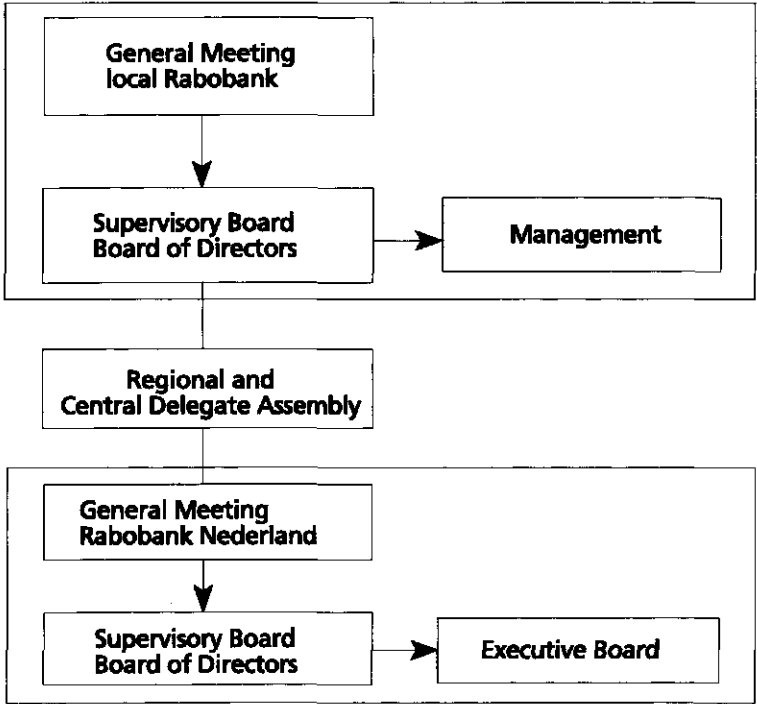 General Meeting
local Rabobank
Supervisory Board
Board of Directors
Management
Regional and
Central Delegate Assembly
General Meeting
Rabobank Nederland
Supervisory Board
Board of Directors
Executive Board